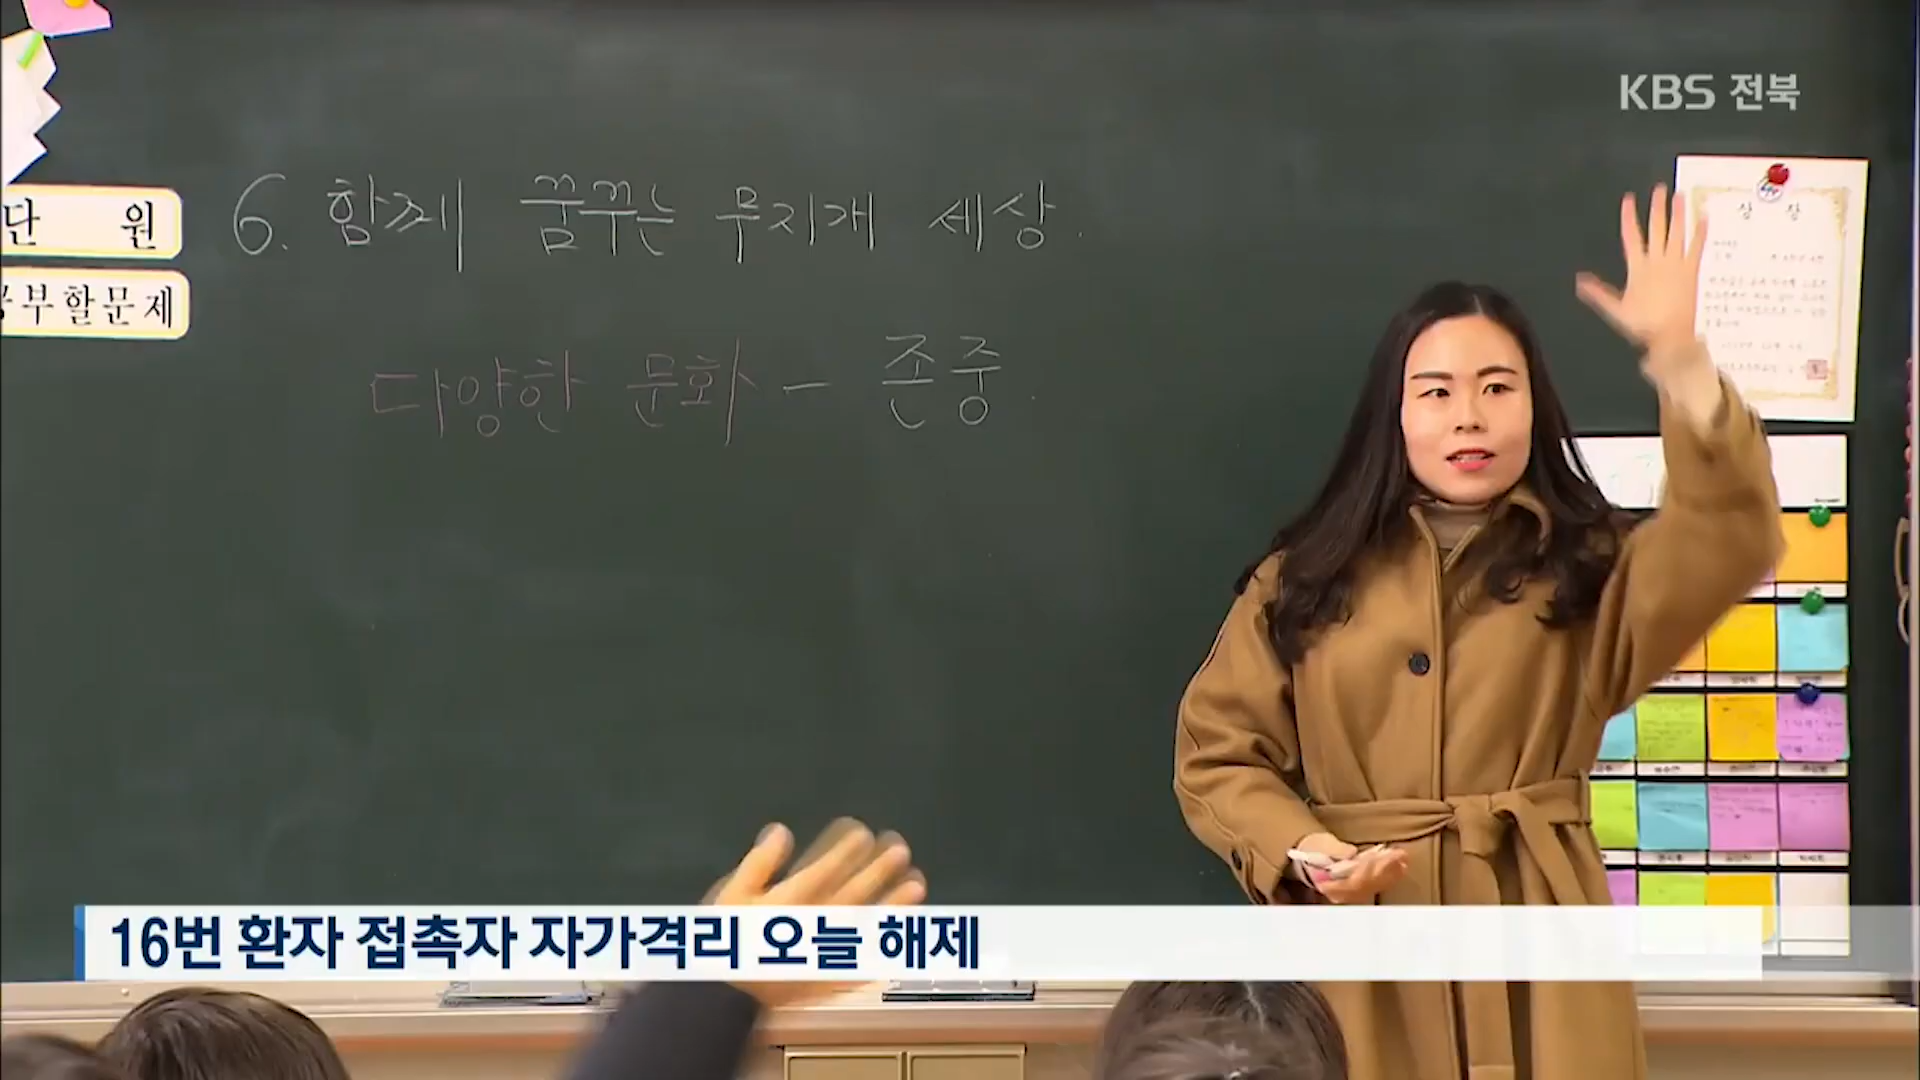 KBS 전북
단 원
6. 함께 꿈꾸는 무지개 세상.
부할문제
다양한 문화 - 존중.
상 장
16번 환자 접촉자 자가격리 오늘 해제